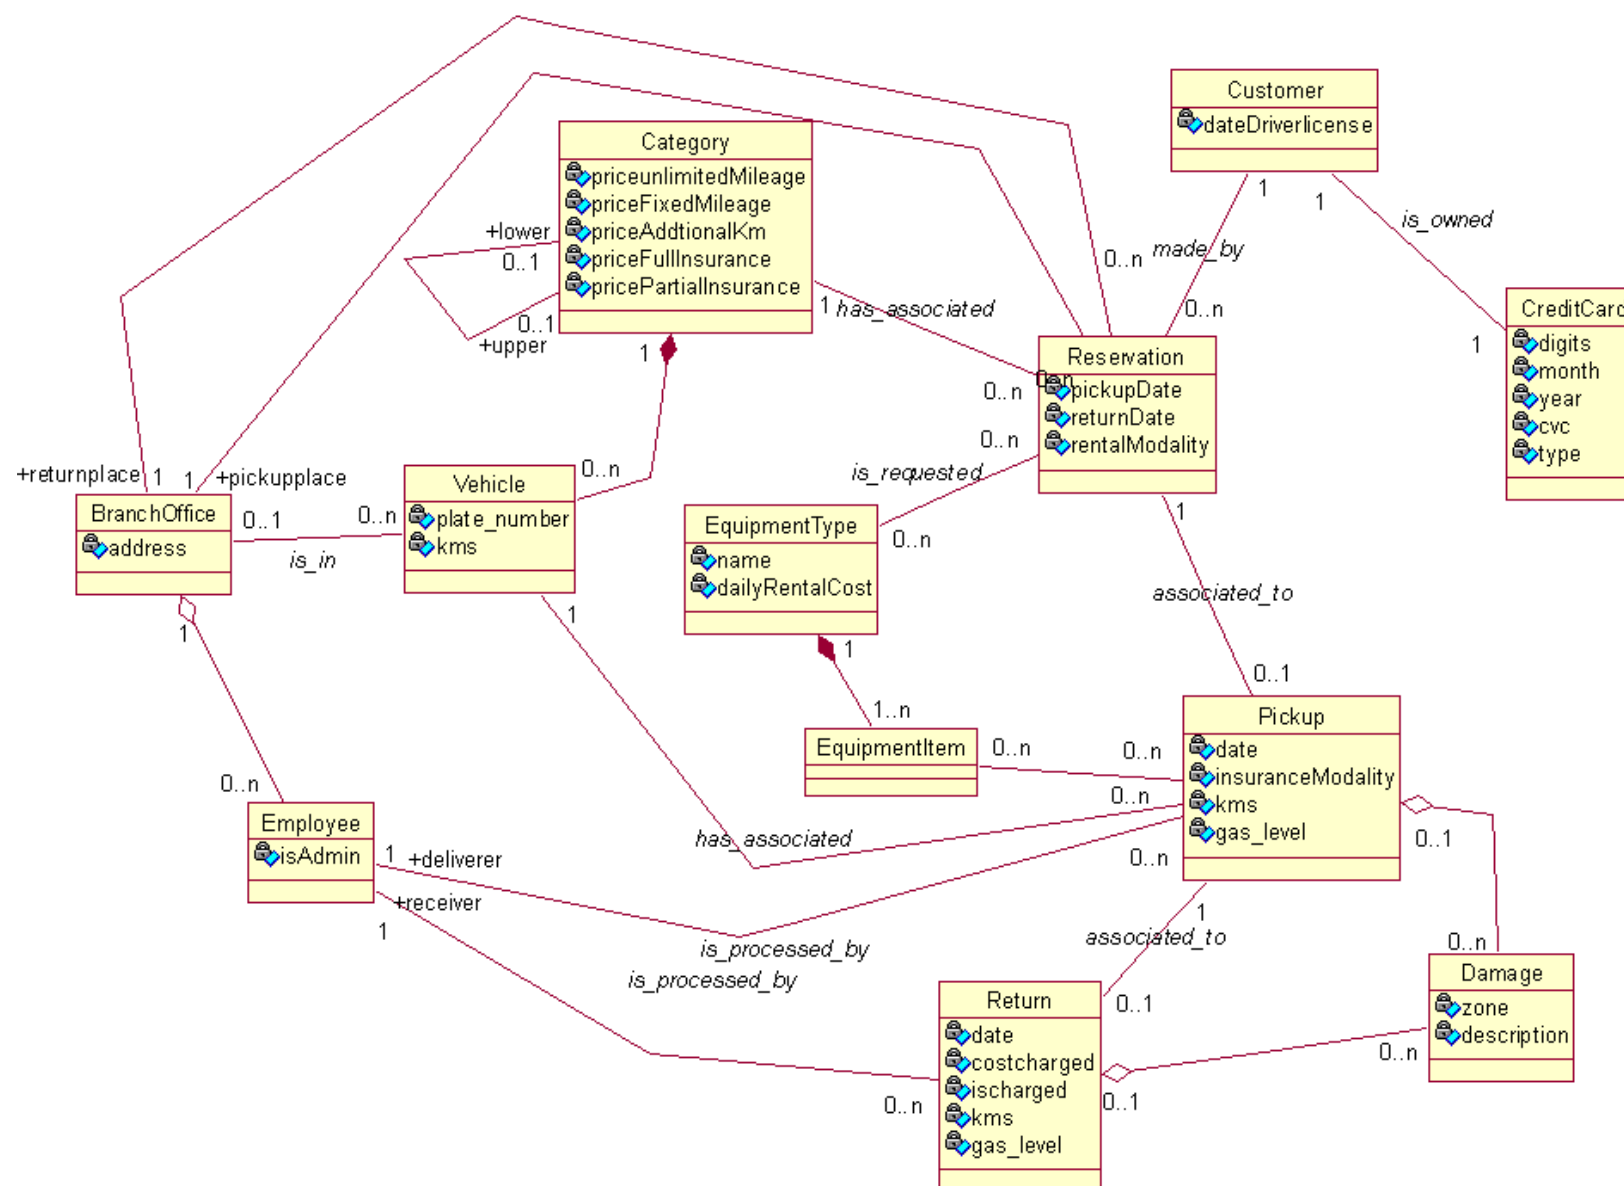 Customer
dateDriverlicense
1
1
is_owned
made_by
0..n
0..n
1
CreditCard
digits
month
year
cvc
type
Category
priceunlimitedMileage
priceFixedMileage
priceAddtionalKm
priceFullInsurance
pricePartialInsurance
+lower
0..1
0..1
+upper
1
1
has_associated
0..n
0..n
Reservation
pickupDate
returnDate
rentalModality
0..n
is_requested
0..n
1
+returnplace
1
1
+pickupplace
BranchOffice
address
0..1
0..n
is_in
1
Vehicle
plate_number
kms
0..n
1
EquipmentType
name
dailyRentalCost
1
1..n
EquipmentItem
0..n
0..n
associated_to
0..1
Pickup
date
insuranceModality
kms
gas_level
0..n
has_associated
0..n
0..1
0..n
Employee
isAdmin
1
+deliverer
+receiver
1
is_processed_by
is_processed_by
1
associated_to
0..1
0..n
Damage
zone
description
0..n
0..1
Return
date
costcharged
ischarged
kms
gas_level
0..n